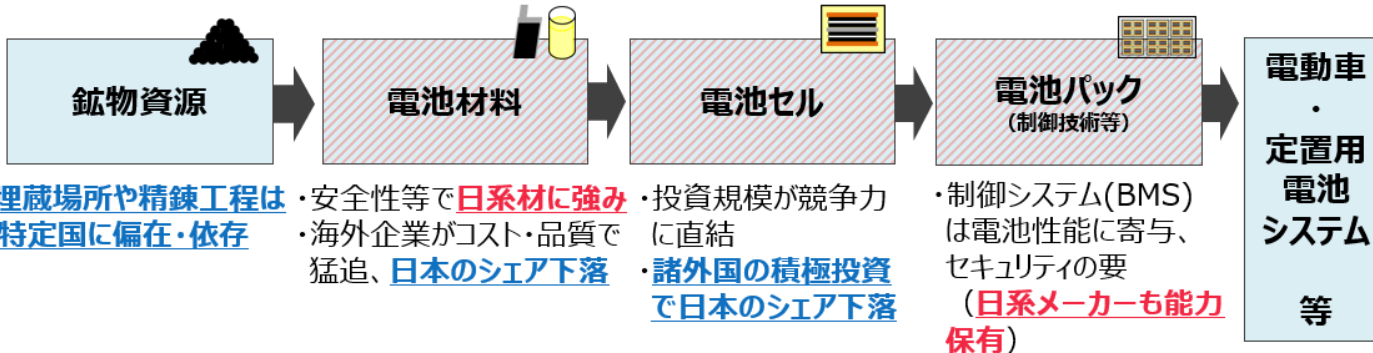 鉱物資源
電池材料
電池セル
電池パック
(制御技術等)
電動車
・
定置用
電池
システム
等
埋蔵場所や精錬工程は
特定国に偏在・依存
・安全性等で日系材に強み
・海外企業がコスト・品質で
猛追、日本のシェア下落
・投資規模が競争力
に直結
・諸外国の積極投資
で日本のシェア下落
・制御システム(BMS)
は電池性能に寄与、
セキュリティの要
（日系メーカーも能力
保有）